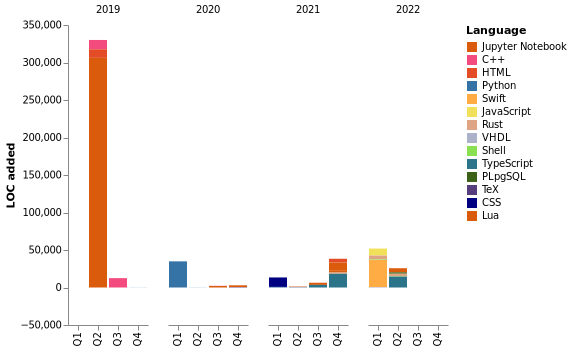 2019 2020 2021 2022
350,000
300,000
250,000
200,000
150,000
100,000
50,000
0
−50,000
LOC added
Q1 Q2 Q3 Q4 Q1 Q2 Q3 Q4 Q1 Q2 Q3 Q4 Q1 Q2 Q3 Q4
Language
Jupyter Notebook
C++
HTML
Python
Swift
JavaScript
Rust
VHDL
Shell
TypeScript
PLpgSQL
TeX
CSS
Lua